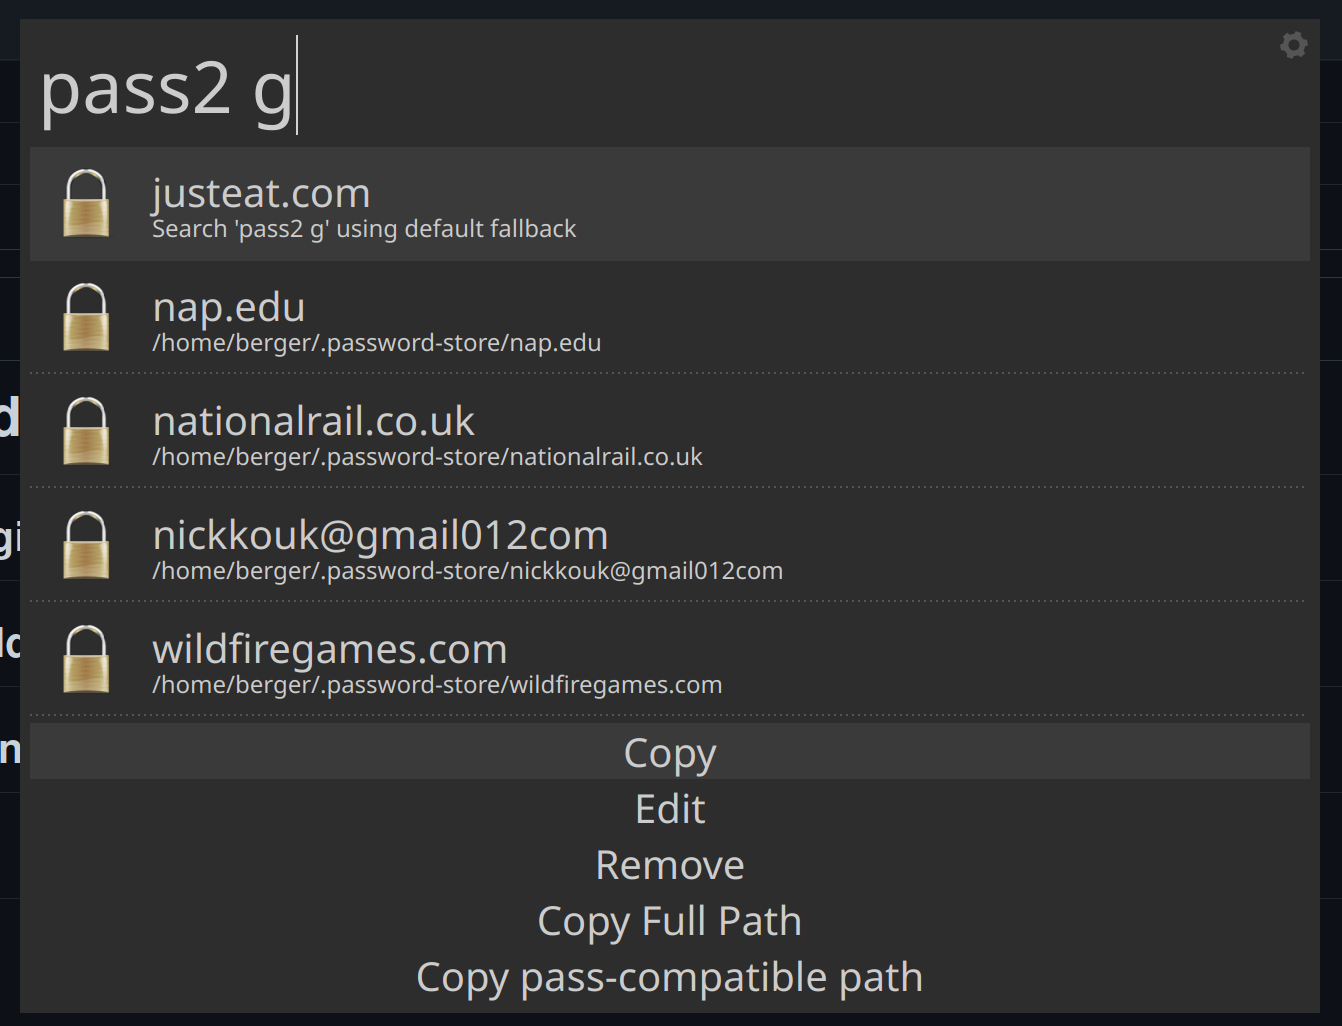 pass2 g
justeat.com
Search 'pass2 g' using default fallback
nap.edu
/home/berger/.password-store/nap.edu
nationalrail.co.uk
/home/berger/.password-store/nationalrail.co.uk
nickkouk@gmail012com
/home/berger/.password-store/nickkouk@gmail012com
wildfiregames.com
/home/berger/.password-store/wildfiregames.com
Copy
Edit
Remove
Copy Full Path
Copy pass-compatible path